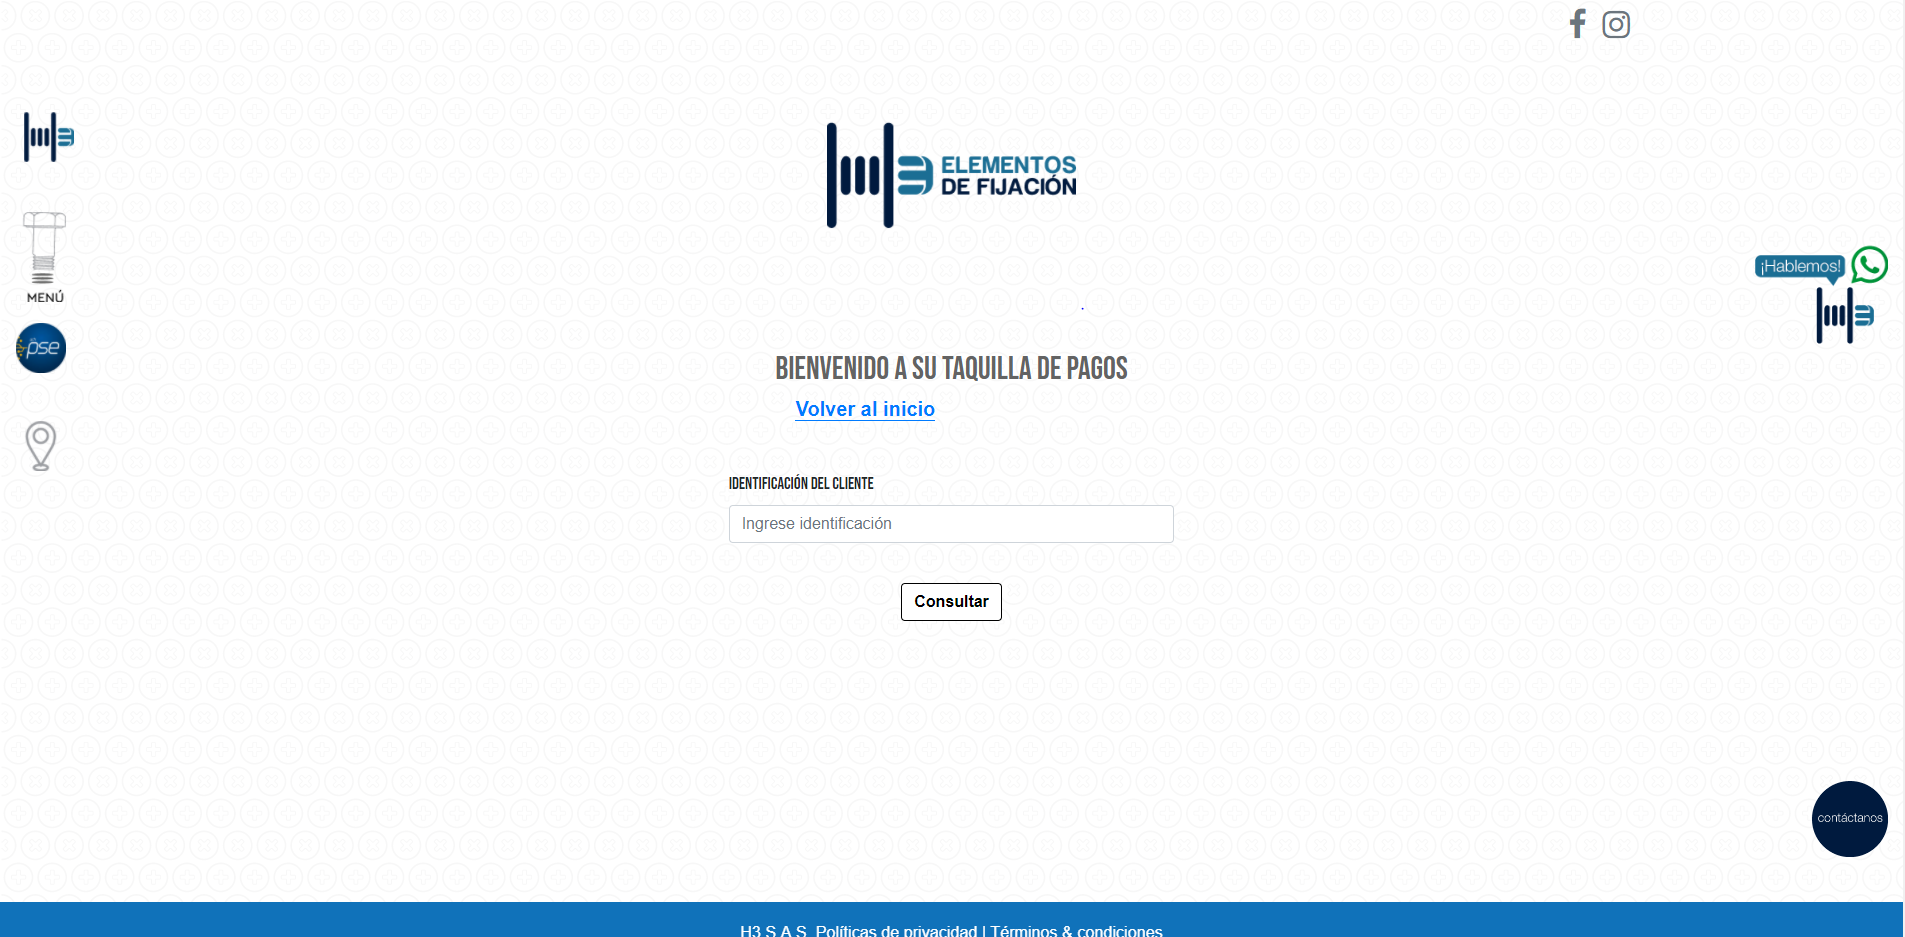 ELEMENTOS
DE FIJACIÓN
MENÚ
pse
¡Hablemos!
BIENVENIDO A SU TAQUILLA DE PAGOS
Volver al inicio
IDENTIFICACIÓN DEL CLIENTE
Ingrese identificación
Consultar
contáctanos
H3 S.A.S. Políticas de privacidad | Términos & condiciones